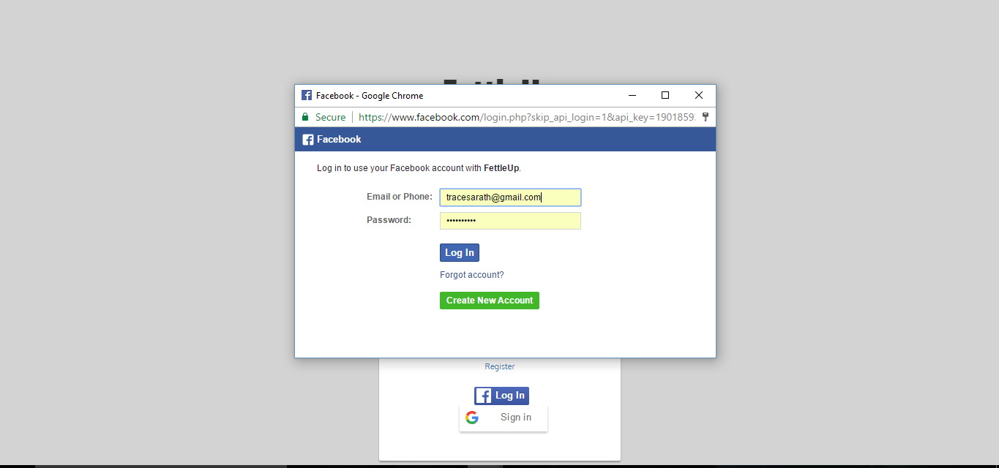 Facebook - Google Chrome
Secure https://www.facebook.com/login.php?skip_api_login=1&api_key=1901859
Facebook
Log in to use your Facebook account with FettleUp.
Email or Phone: tracesarath@gmail.com
Password: ••••••••••
Log In
Forgot account?
Create New Account
Register
Log In
Sign in